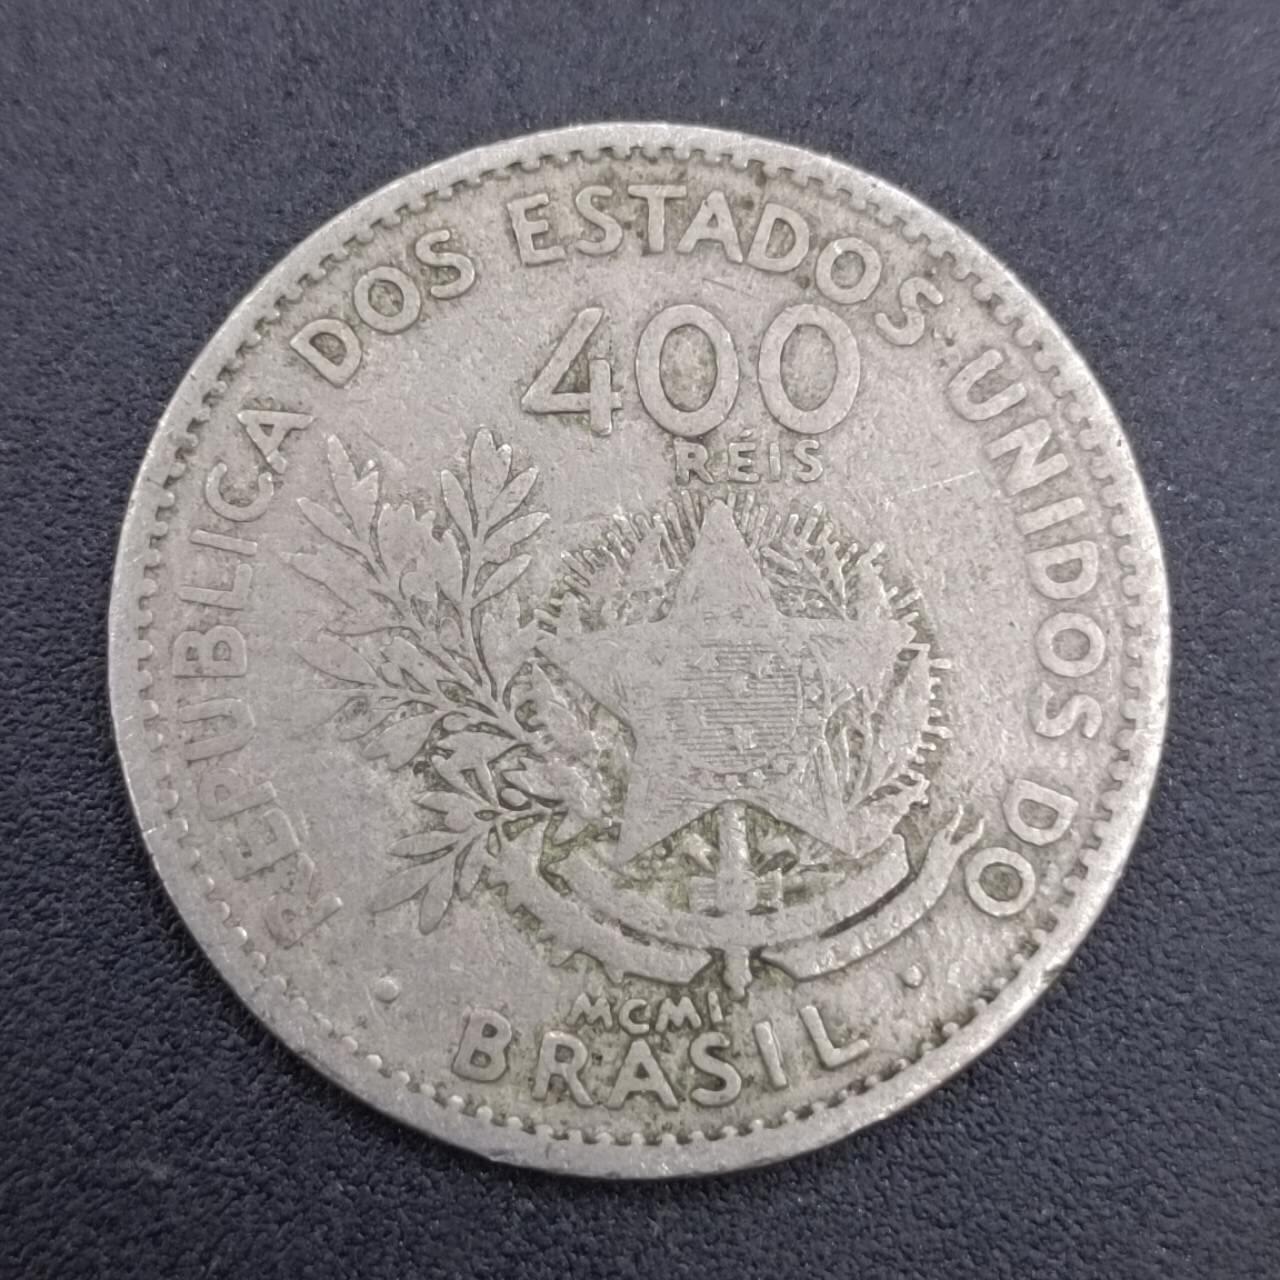 REPUBLICA DOS ESTADOS UNIDOS DO
400
RÉIS
MCMI
BRASIL